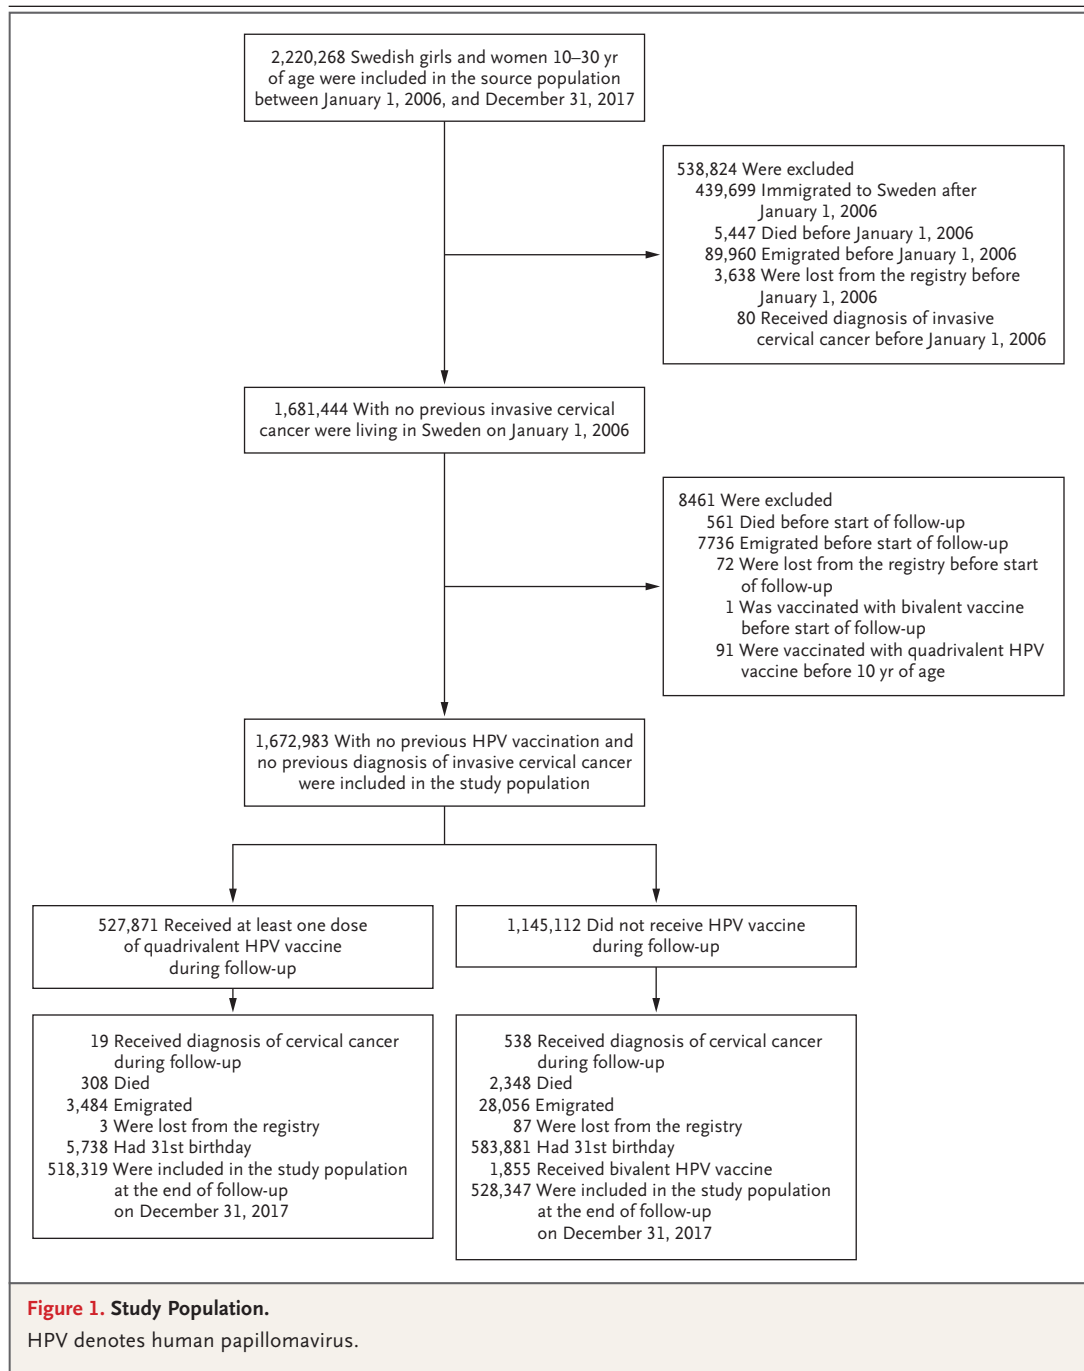 2,220,268 Swedish girls and women 10–30 yr
of age were included in the source population
between January 1, 2006, and December 31, 2017
538,824 Were excluded
439,699 Immigrated to Sweden after
January 1, 2006
5,447 Died before January 1, 2006
89,960 Emigrated before January 1, 2006
3,638 Were lost from the registry before
January 1, 2006
80 Received diagnosis of invasive
cervical cancer before January 1, 2006
1,681,444 With no previous invasive cervical
cancer were living in Sweden on January 1, 2006
8461 Were excluded
561 Died before start of follow-up
7736 Emigrated before start of follow-up
72 Were lost from the registry before start
of follow-up
1 Was vaccinated with bivalent vaccine
before start of follow-up
91 Were vaccinated with quadrivalent HPV
vaccine before 10 yr of age
1,672,983 With no previous HPV vaccination and
no previous diagnosis of invasive cervical cancer
were included in the study population
527,871 Received at least one dose
of quadrivalent HPV vaccine
during follow-up
1,145,112 Did not receive HPV vaccine
during follow-up
19 Received diagnosis of cervical cancer
during follow-up
308 Died
3,484 Emigrated
3 Were lost from the registry
5,738 Had 31st birthday
518,319 Were included in the study population
at the end of follow-up
on December 31, 2017
538 Received diagnosis of cervical cancer
during follow-up
2,348 Died
28,056 Emigrated
87 Were lost from the registry
583,881 Had 31st birthday
1,855 Received bivalent HPV vaccine
528,347 Were included in the study population
at the end of follow-up
on December 31, 2017
Figure 1. Study Population.
HPV denotes human papillomavirus.